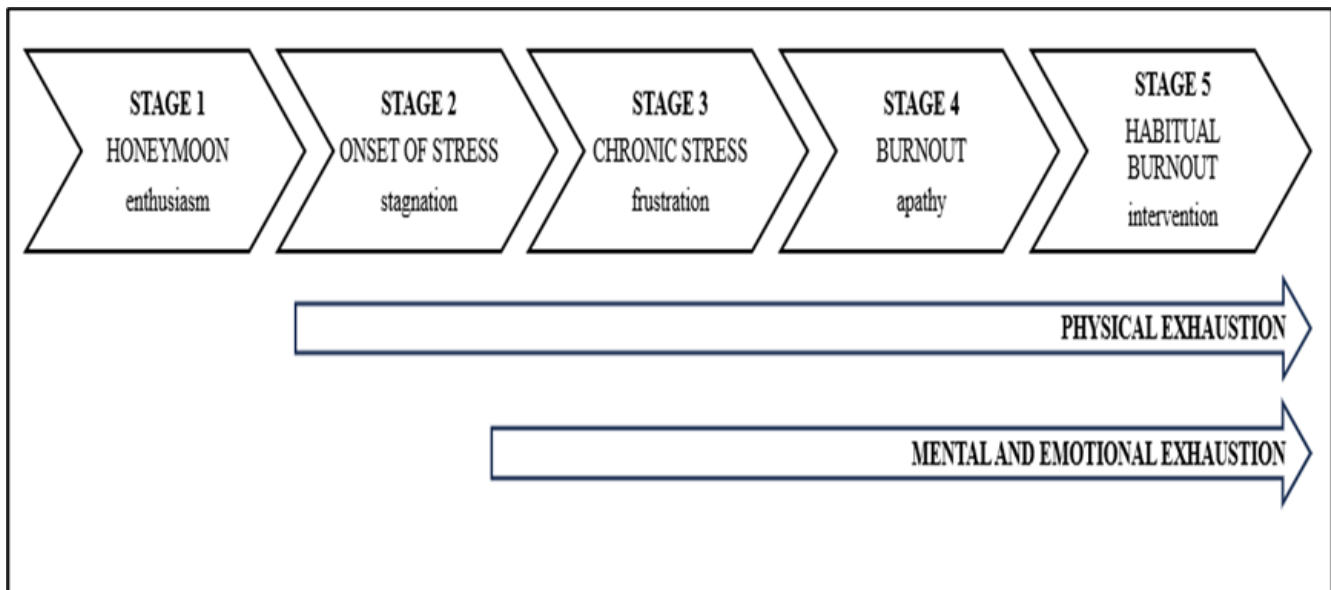 STAGE 1
HONEYMOON
enthusiasm
STAGE 2
ONSET OF STRESS
stagnation
STAGE 3
CHRONIC STRESS
frustration
STAGE 4
BURNOUT
apathy
STAGE 5
HABITUAL
BURNOUT
intervention
PHYSICAL EXHAUSTION
MENTAL AND EMOTIONAL EXHAUSTION